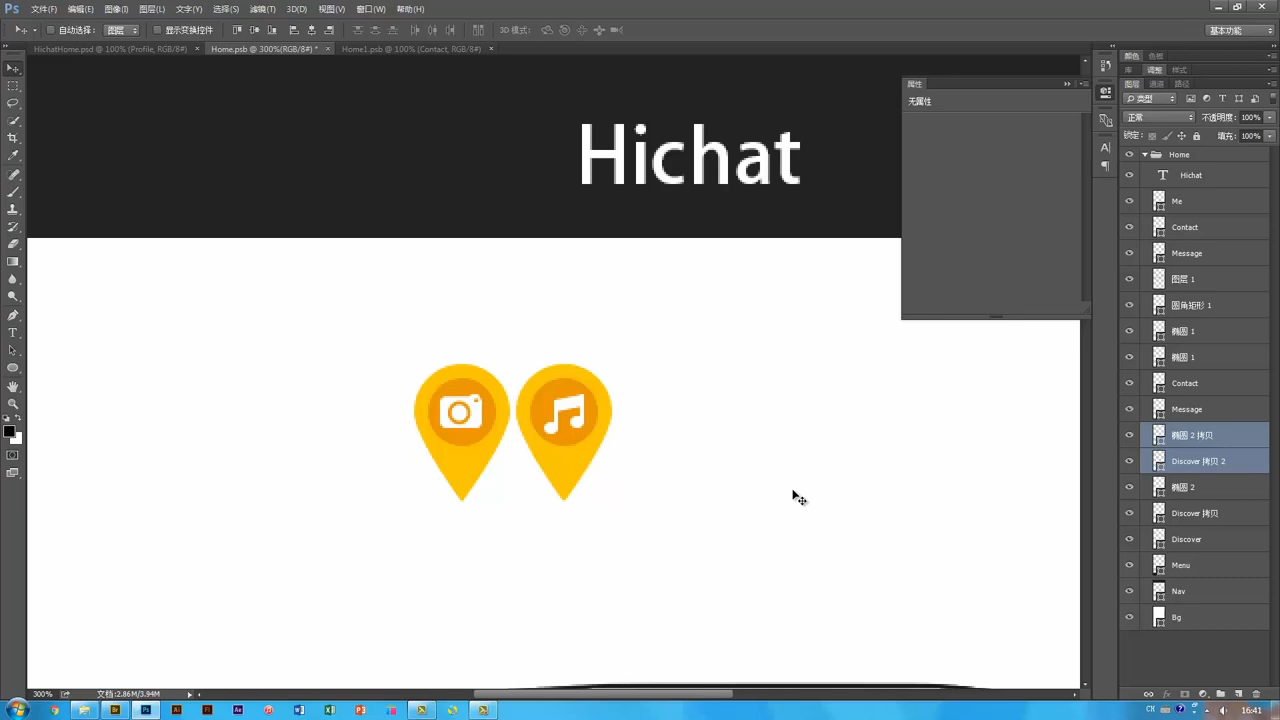 Ps 文件(F) 编辑(E) 图像(I) 图层(L) 文字(Y) 选择(S) 滤镜(T) 3D(D) 视图(V) 窗口(W) 帮助(H)
自动选择: 图层 显示变换控件 3D 模式: 基本功能
HichatHome.psd @ 100% (Profile, RGB/8#) × Home.psb @ 300%(RGB/8#) * × Home1.psb @ 100% (Contact, RGB/8#) ×
颜色 色板
库 调整 样式
属性
图层 通道 路径
无属性
类型
正常 不透明度: 100%
锁定: 填充: 100%
Home
T Hichat
Me
Contact
Message
图层 1
圆角矩形 1
椭圆 1
椭圆 1
Contact
Message
椭圆 2 拷贝
Discover 拷贝 2
椭圆 2
Discover 拷贝
Discover
Menu
Nav
Bg
Hichat
300% 文档:2.86M/3.94M
Br Ps Ai Fl Ae CH 16:41